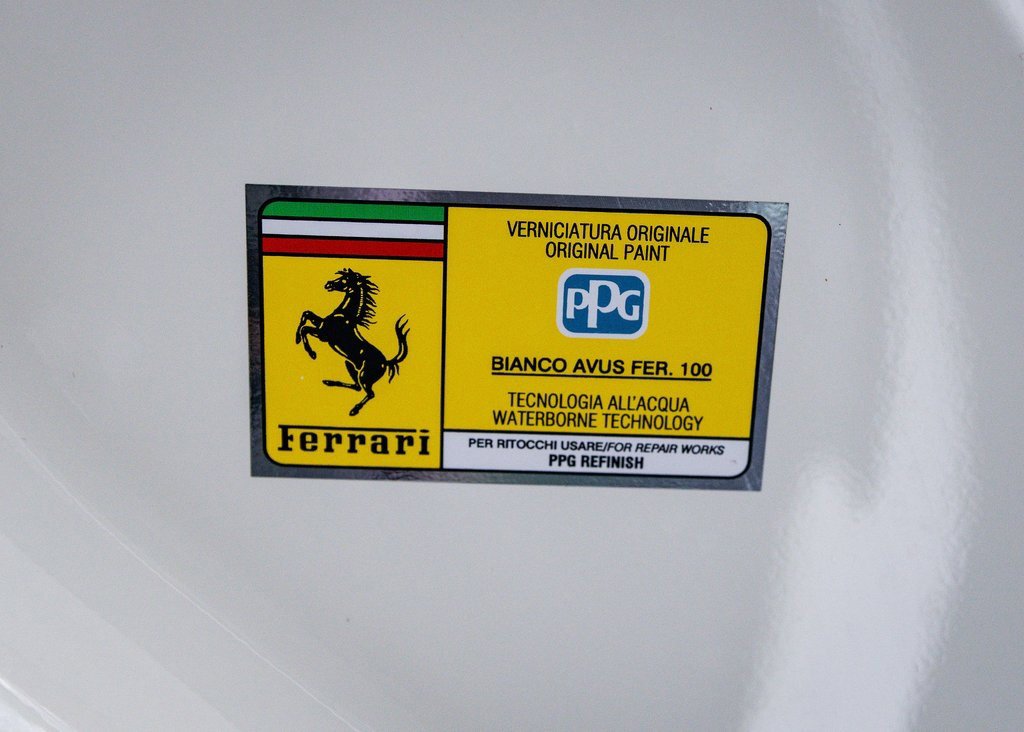 VERNICIATURA ORIGINALE
ORIGINAL PAINT
PPG
BIANCO AVUS FER. 100
TECNOLOGIA ALL'ACQUA
WATERBORNE TECHNOLOGY
PER RITOCCHI USARE/FOR REPAIR WORKS
PPG REFINISH
Ferrari